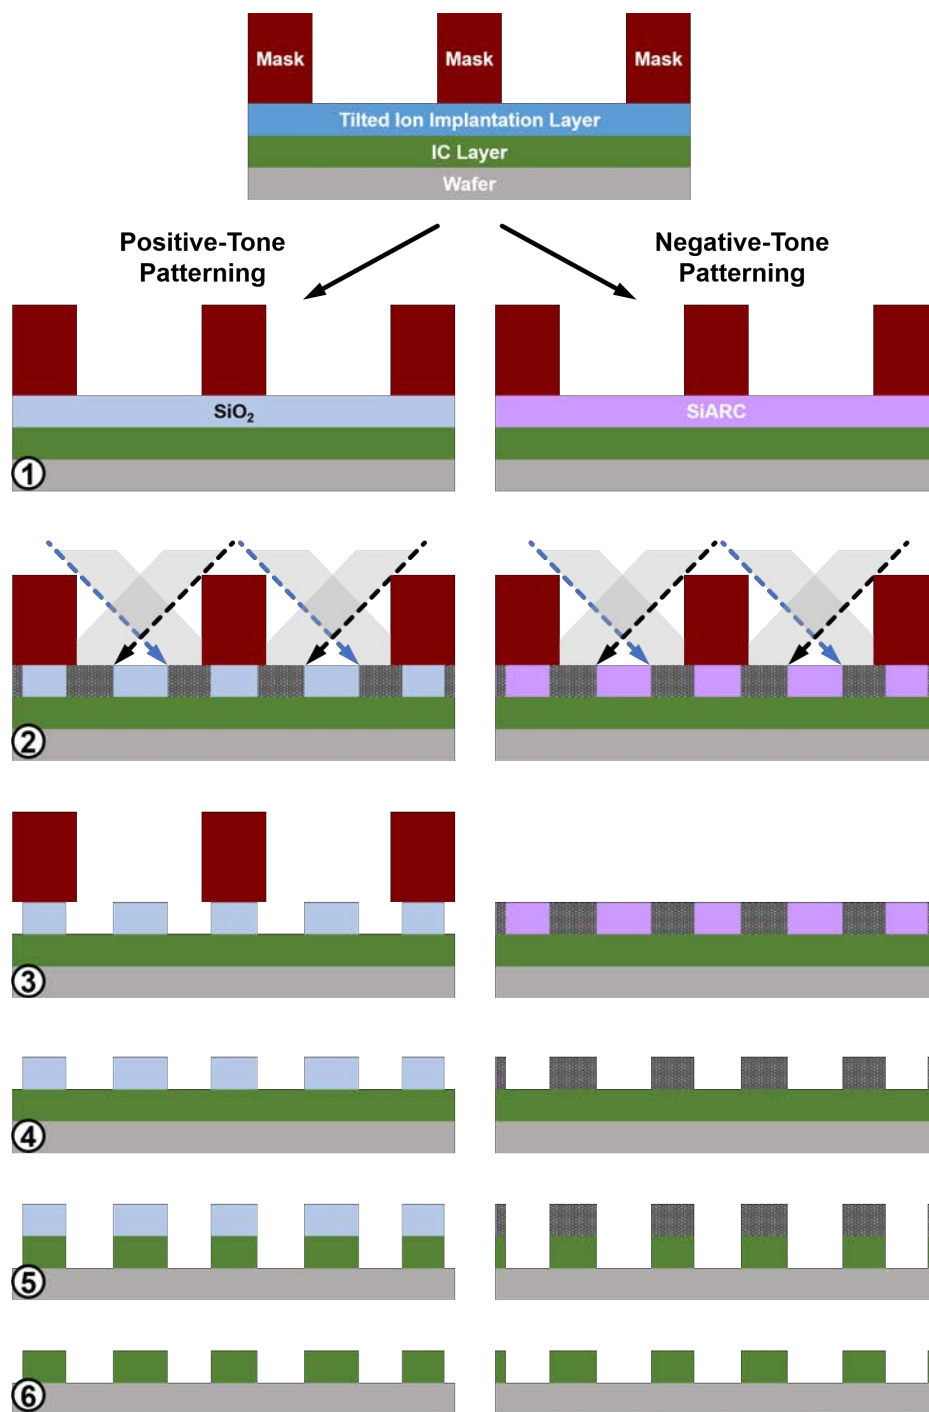 Mask Mask Mask
Tilted Ion Implantation Layer
IC Layer
Wafer
Positive-Tone
Patterning
Negative-Tone
Patterning
SiO₂
SiARC
1
2
3
4
5
6